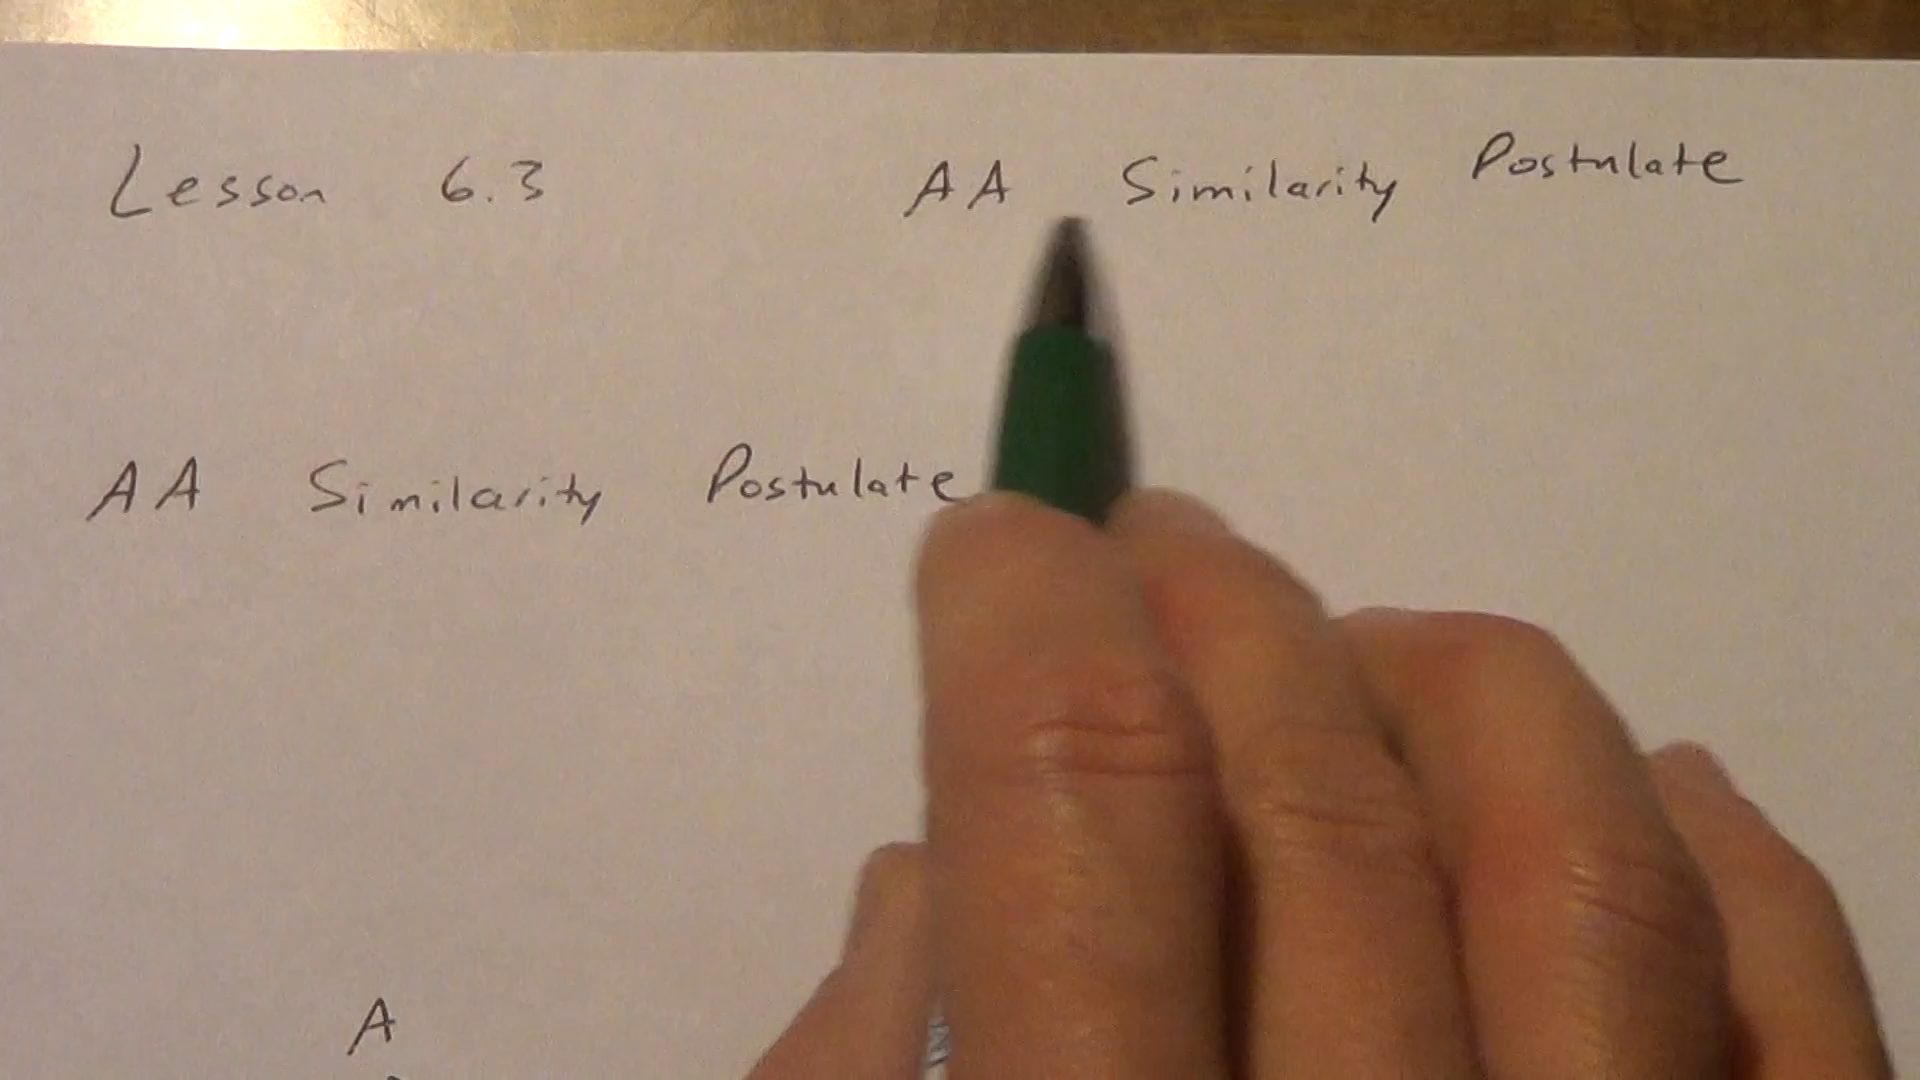 Lesson 6.3 AA Similarity Postulate
AA Similarity Postulate
A